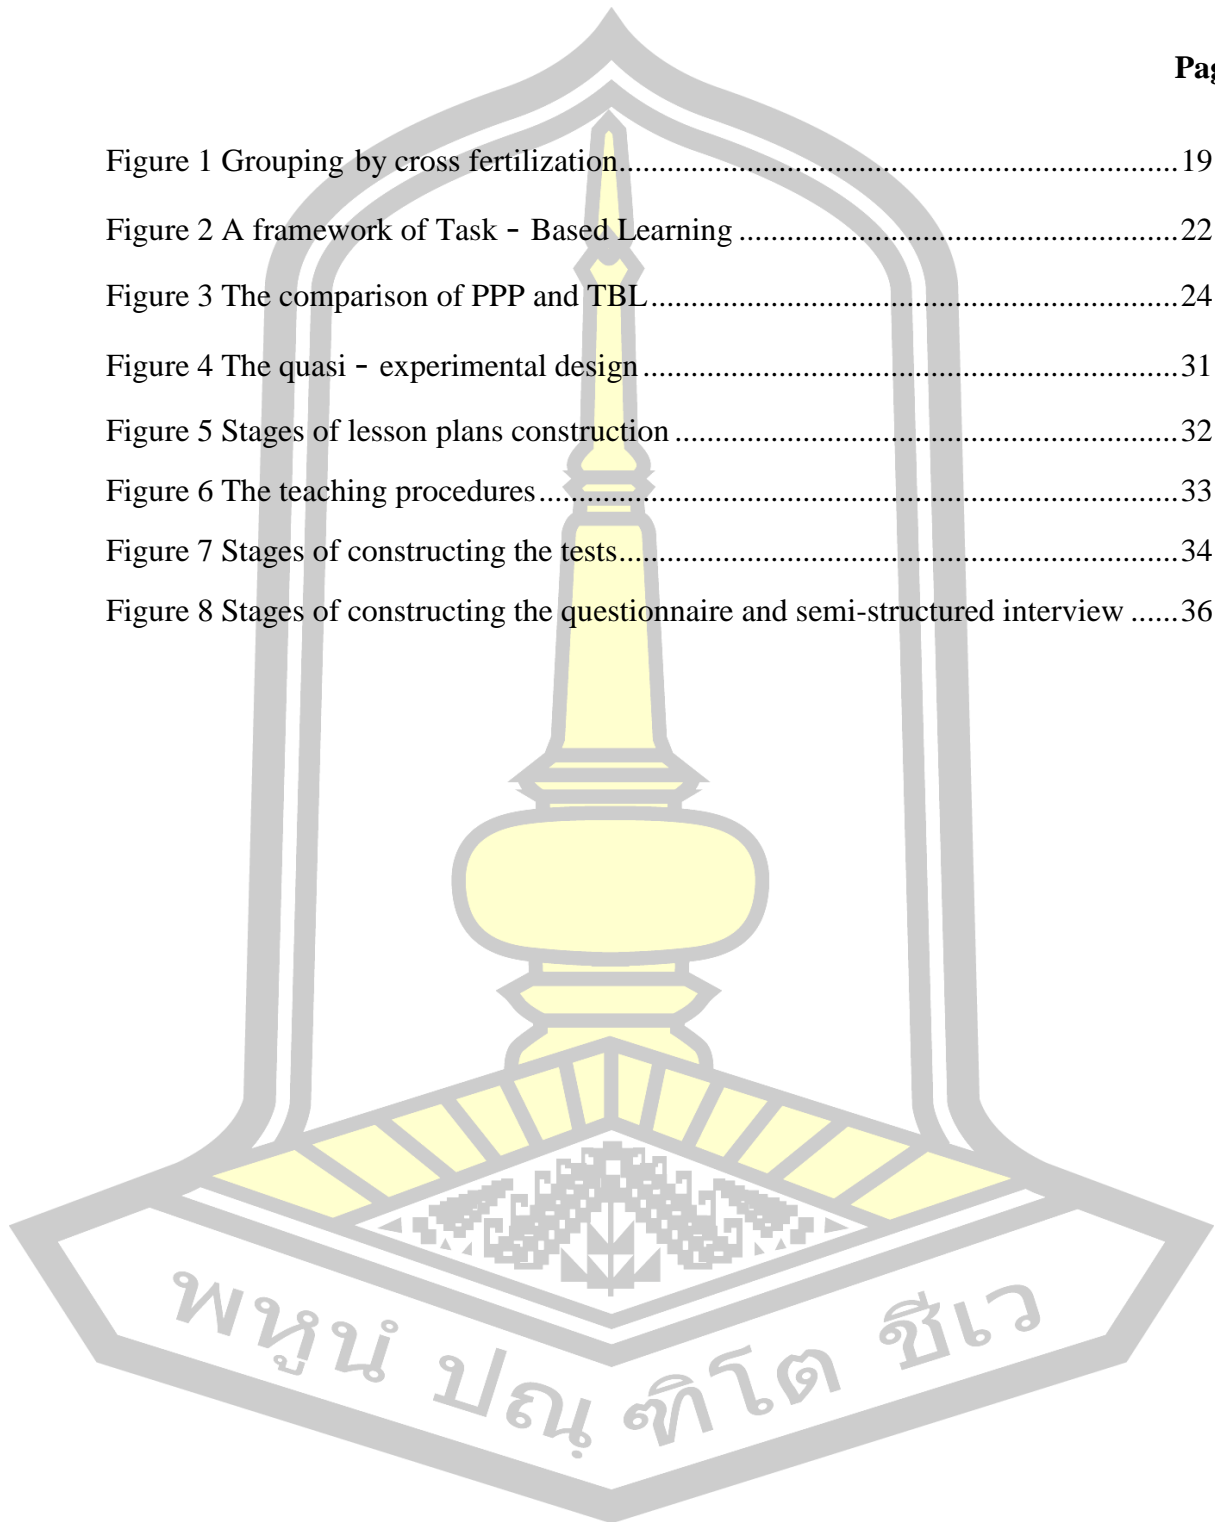 Pag
Figure 1 Grouping by cross fertilization.....................................................................19
Figure 2 A framework of Task - Based Learning ......................................................22
Figure 3 The comparison of PPP and TBL.................................................................24
Figure 4 The quasi - experimental design ..................................................................31
Figure 5 Stages of lesson plans construction ..............................................................32
Figure 6 The teaching procedures...............................................................................33
Figure 7 Stages of constructing the tests.....................................................................34
Figure 8 Stages of constructing the questionnaire and semi-structured interview ......36
พหูนํ ปณฺฑิโต ชีเว